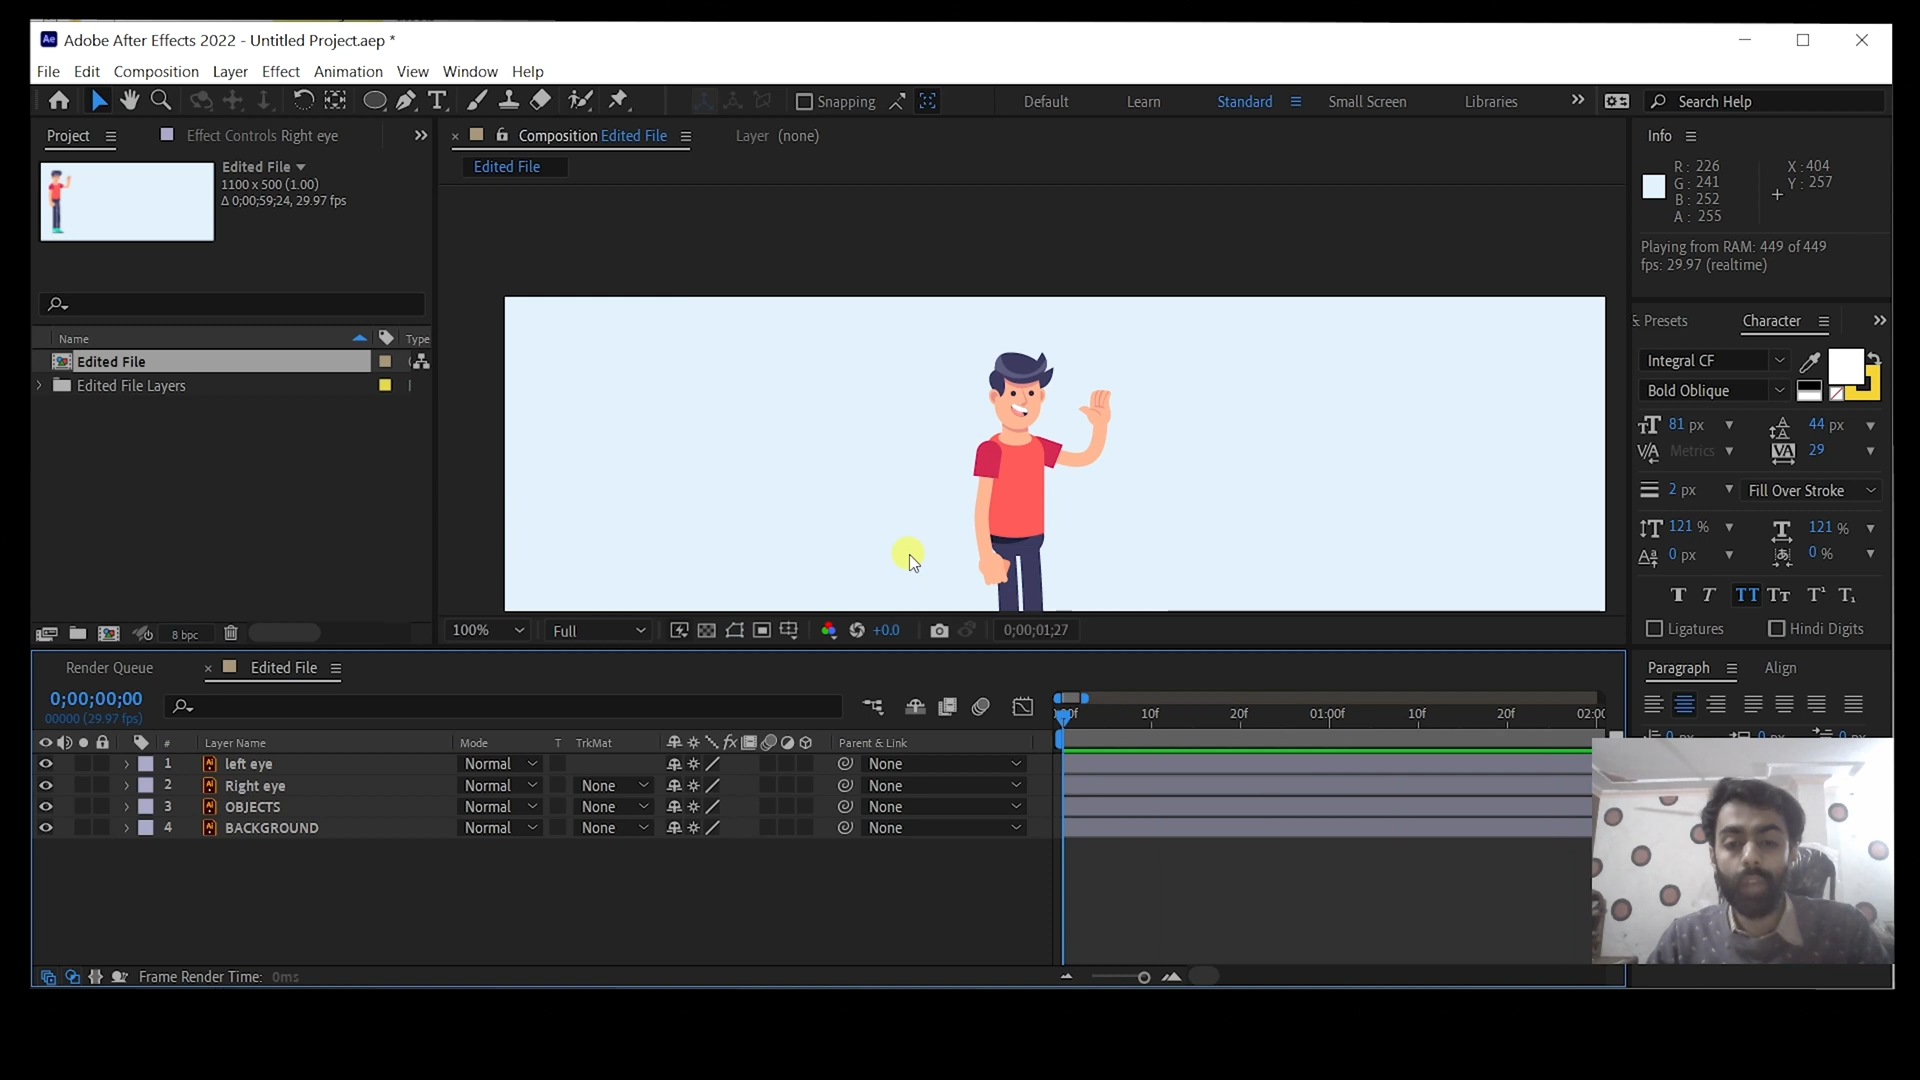 Ae Adobe After Effects 2022 - Untitled Project.aep *
File Edit Composition Layer Effect Animation View Window Help
Snapping Default Learn Standard Small Screen Libraries Search Help
Project Effect Controls Right eye
Composition Edited File Layer (none)
Info
Edited File
1100 x 500 (1.00)
Δ 0;00;59;24, 29.97 fps
Edited File
R : 226
G : 241
B : 252
A : 255
X : 404
Y : 257
Playing from RAM: 449 of 449
fps: 29.97 (realtime)
Name Type
Edited File
Edited File Layers
Presets Character
Integral CF
Bold Oblique
81 px 44 px
Metrics 29
2 px Fill Over Stroke
121 % 121 %
0 px 0 %
Ligatures Hindi Digits
8 bpc
100% Full +0.0 0;00;01;27
Render Queue Edited File
Paragraph Align
0;00;00;00
00000 (29.97 fps)
10f 20f 01:00f 10f 20f
# Layer Name Mode T TrkMat fx Parent & Link
1 Ai left eye Normal None
2 Ai Right eye Normal None None
3 Ai OBJECTS Normal None None
4 Ai BACKGROUND Normal None None
Frame Render Time: 0ms